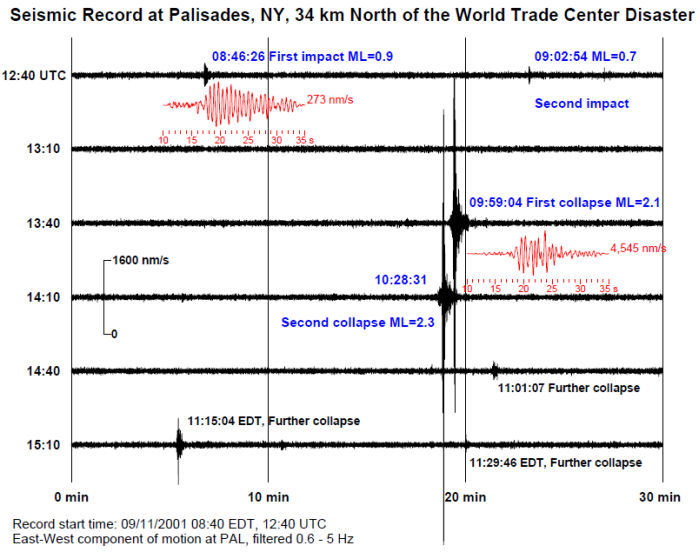 Seismic Record at Palisades, NY, 34 km North of the World Trade Center Disaster
08:46:26 First impact ML=0.9
09:02:54 ML=0.7
12:40 UTC
273 nm/s
Second impact
10 15 20 25 30 35 s
13:10
09:59:04 First collapse ML=2.1
13:40
4,545 nm/s
1600 nm/s
10:28:31
10 15 20 25 30 35 s
14:10
Second collapse ML=2.3
0
14:40
11:01:07 Further collapse
11:15:04 EDT, Further collapse
15:10
11:29:46 EDT, Further collapse
0 min 10 min 20 min 30 min
Record start time: 09/11/2001 08:40 EDT, 12:40 UTC
East-West component of motion at PAL, filtered 0.6 - 5 Hz